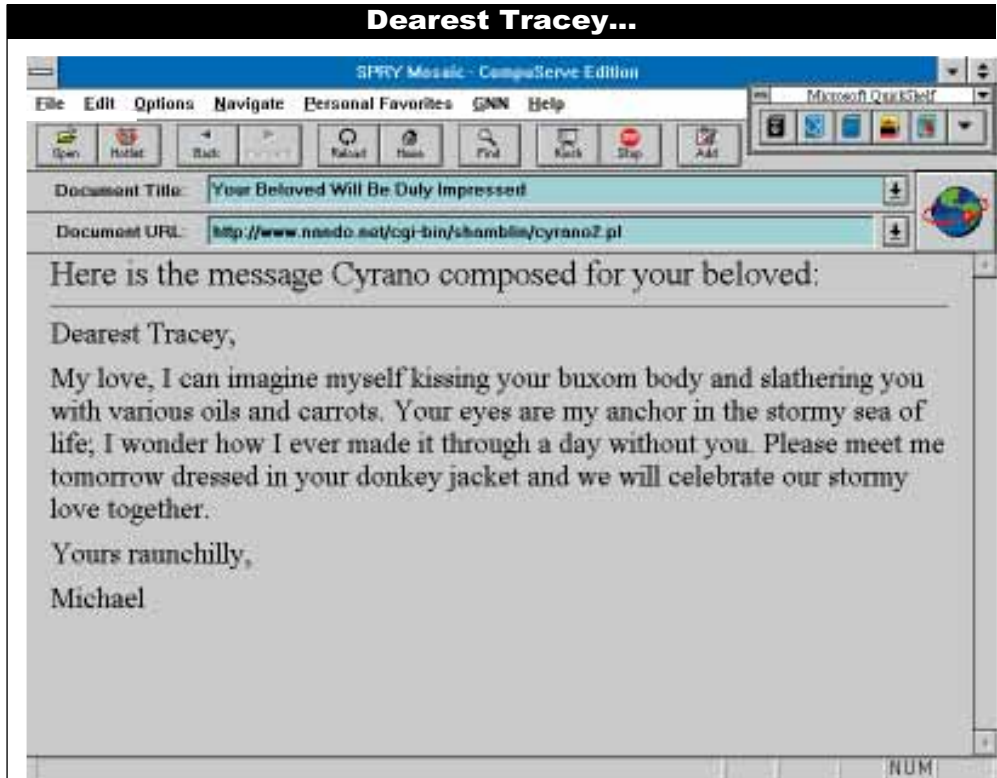 Dearest Tracey...
SPRY Mosaic - CompuServe Edition
File Edit Options Navigate Personal Favorites GNN Help
Microsoft QuickShelf
Open Hotlist Back Reload Home Find Kiosk Stop Add
Document Title: Your Beloved Will Be Duly Impressed
Document URL: http://www.nando.net/cgi-bin/shamblin/cyrano2.pl
Here is the message Cyrano composed for your beloved:
Dearest Tracey,
My love, I can imagine myself kissing your buxom body and slathering you
with various oils and carrots. Your eyes are my anchor in the stormy sea of
life; I wonder how I ever made it through a day without you. Please meet me
tomorrow dressed in your donkey jacket and we will celebrate our stormy
love together.
Yours raunchilly,
Michael
NUM